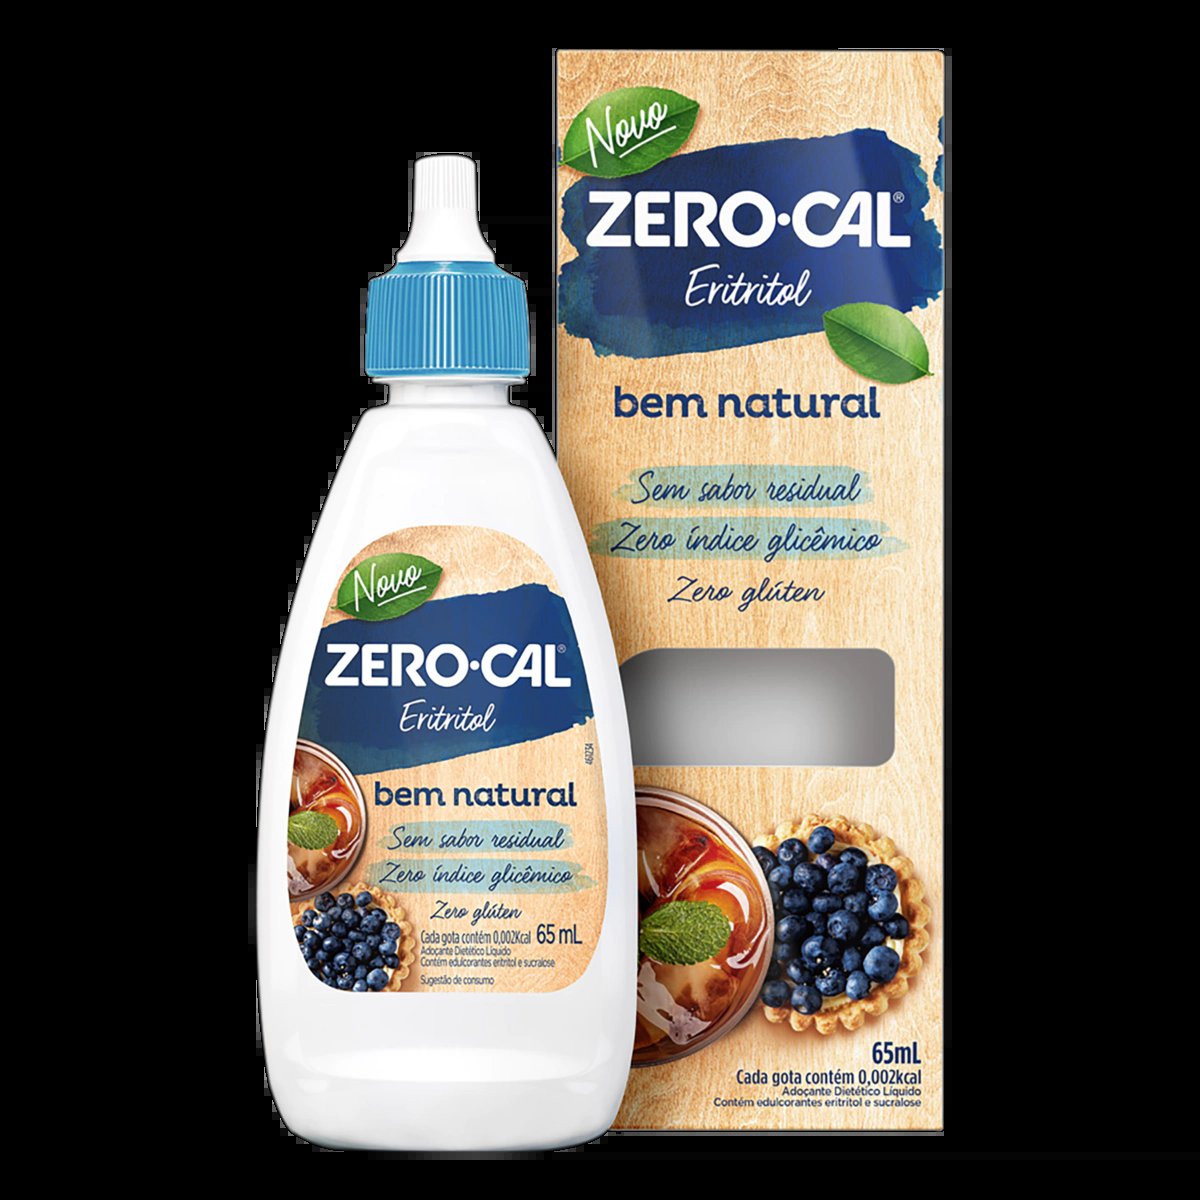 Novo
ZERO·CAL®
Eritritol
bem natural
Sem sabor residual
Zero índice glicêmico
Zero glúten
65mL
Cada gota contém 0,002kcal
Adoçante Dietético Líquido
Contém edulcorantes eritritol e sucralose
Novo
ZERO·CAL®
Eritritol
461234
bem natural
Sem sabor residual
Zero índice glicêmico
Zero glúten
Cada gota contém 0,002Kcal 65 mL
Adoçante Dietético Líquido
Contém edulcorantes eritritol e sucralose
Sugestão de consumo